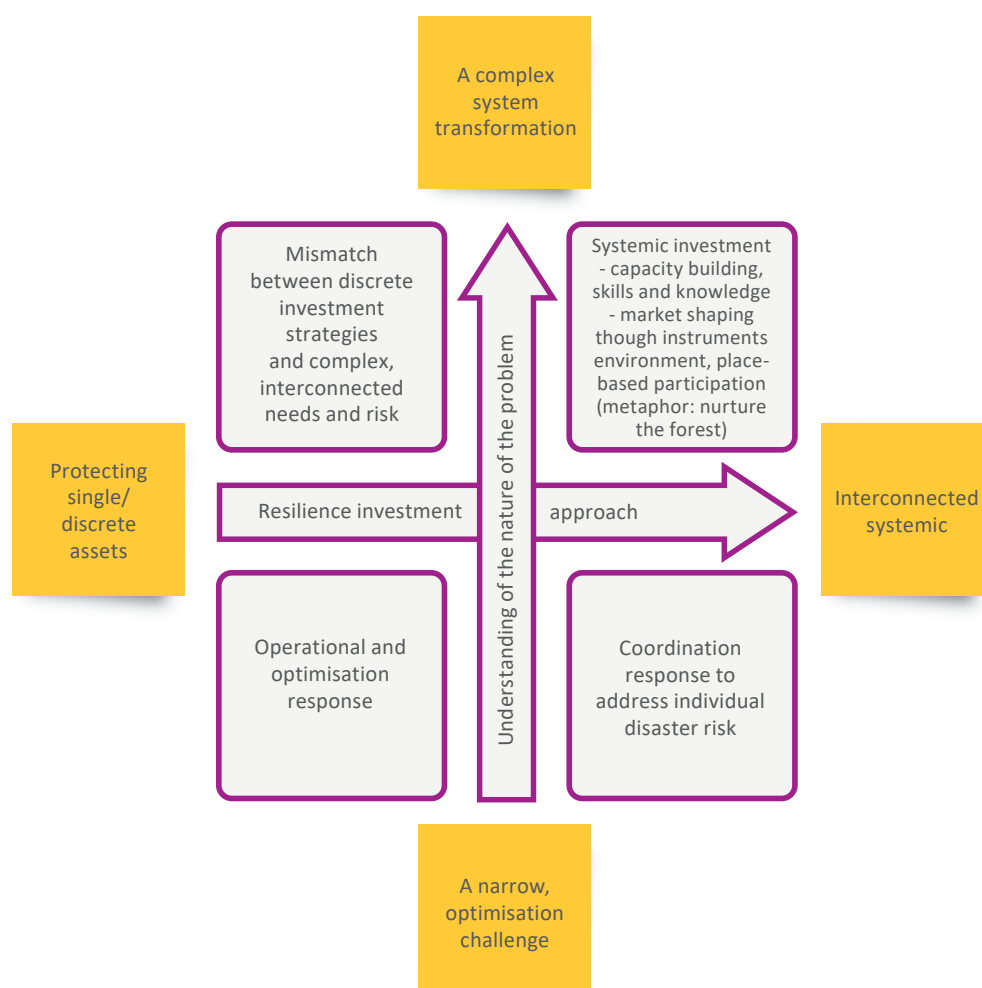 A complex
system
transformation
Mismatch
between discrete
investment
strategies
and complex,
interconnected
needs and risk
Systemic investment
- capacity building,
skills and knowledge
- market shaping
though instruments
environment, place-
based participation
(metaphor: nurture
the forest)
Understanding of the nature of the problem
Protecting
single/
discrete
assets
Resilience investment approach
Interconnected
systemic
Operational and
optimisation
response
Coordination
response to
address individual
disaster risk
A narrow,
optimisation
challenge